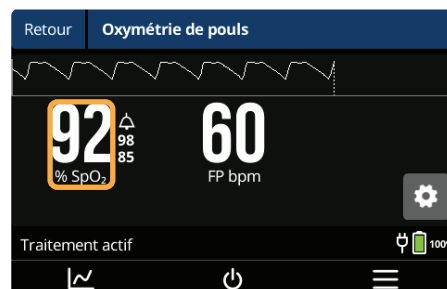 Retour Oxymétrie de pouls
92 98 60
85
% SpO₂ FP bpm
Traitement actif 100%